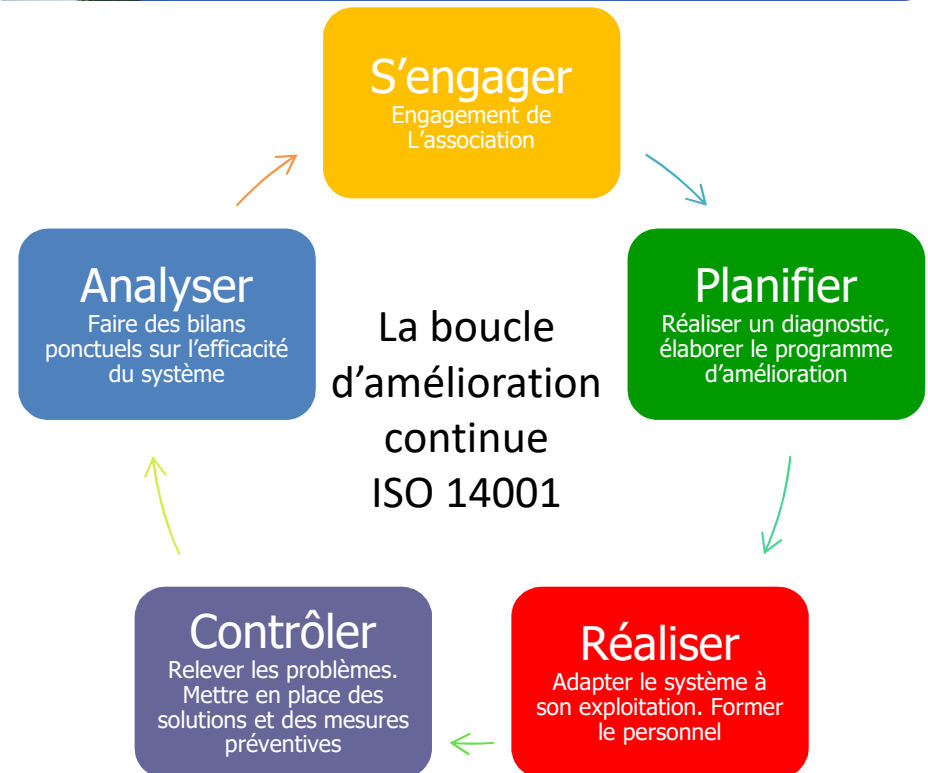 S'engager
Engagement de
L'association
Planifier
Réaliser un diagnostic,
élaborer le programme
d'amélioration
Réaliser
Adapter le système à
son exploitation. Former
le personnel
Contrôler
Relever les problèmes.
Mettre en place des
solutions et des mesures
préventives
Analyser
Faire des bilans
ponctuels sur l'efficacité
du système
La boucle
d'amélioration
continue
ISO 14001